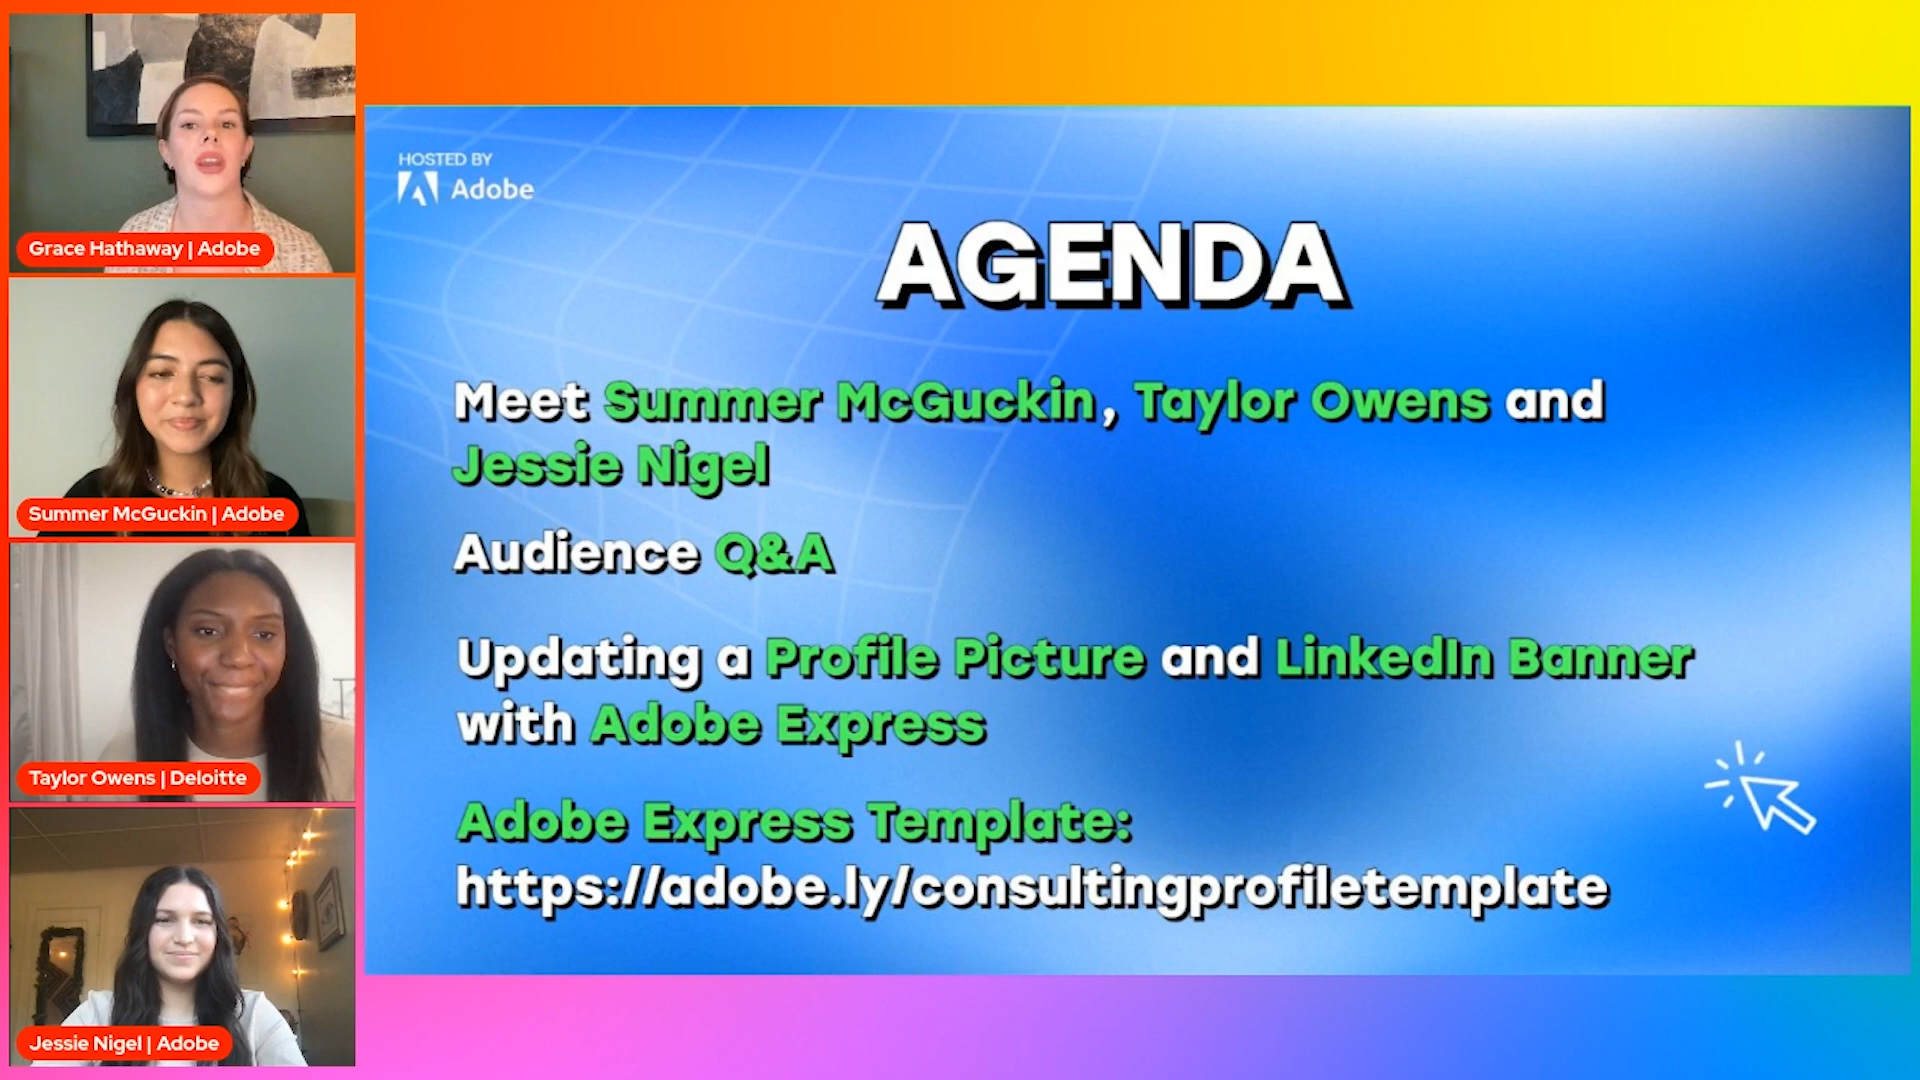 Grace Hathaway | Adobe
Summer McGuckin | Adobe
Taylor Owens | Deloitte
Jessie Nigel | Adobe
HOSTED BY
Adobe
AGENDA
Meet Summer McGuckin, Taylor Owens and
Jessie Nigel
Audience Q&A
Updating a Profile Picture and LinkedIn Banner
with Adobe Express
Adobe Express Template:
https://adobe.ly/consultingprofiletemplate